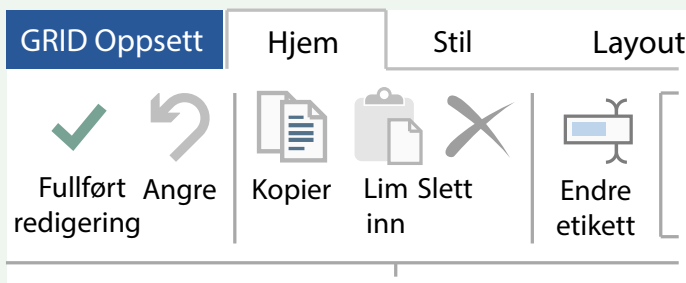 GRID Oppsett Hjem Stil Layout
Fullført Angre Kopier Lim Slett Endre
redigering inn etikett